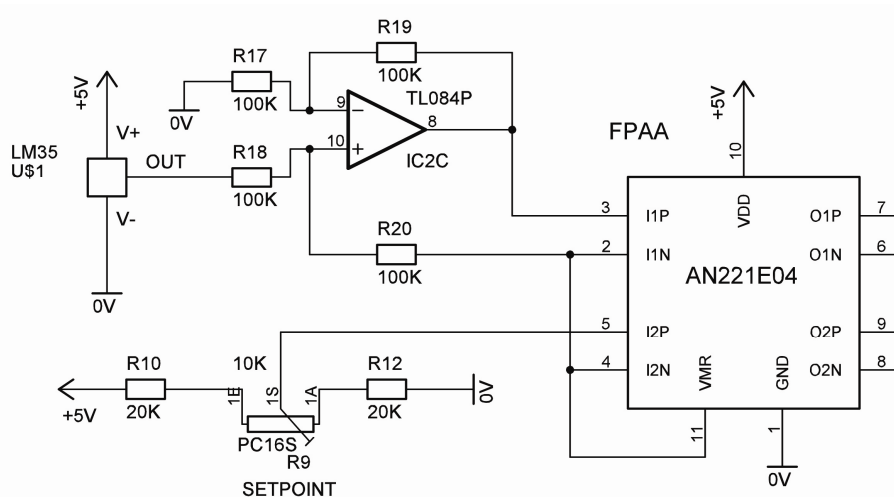 R19
R17
100K
TL084P
+5V
100K
9
−
8
+5V
0V
10
+
FPAA
V+
IC2C
LM35
U$1
OUT
R18
10
100K
3
I1P
VDD
O1P
7
V-
R20
2
I1N
O1N
6
100K
AN221E04
0V
5
I2P
O2P
9
R10
10K
R12
4
I2N
VMR
GND
O2N
8
1E
1S
1A
0V
+5V
20K
20K
PC16S
R9
11
1
SETPOINT
0V